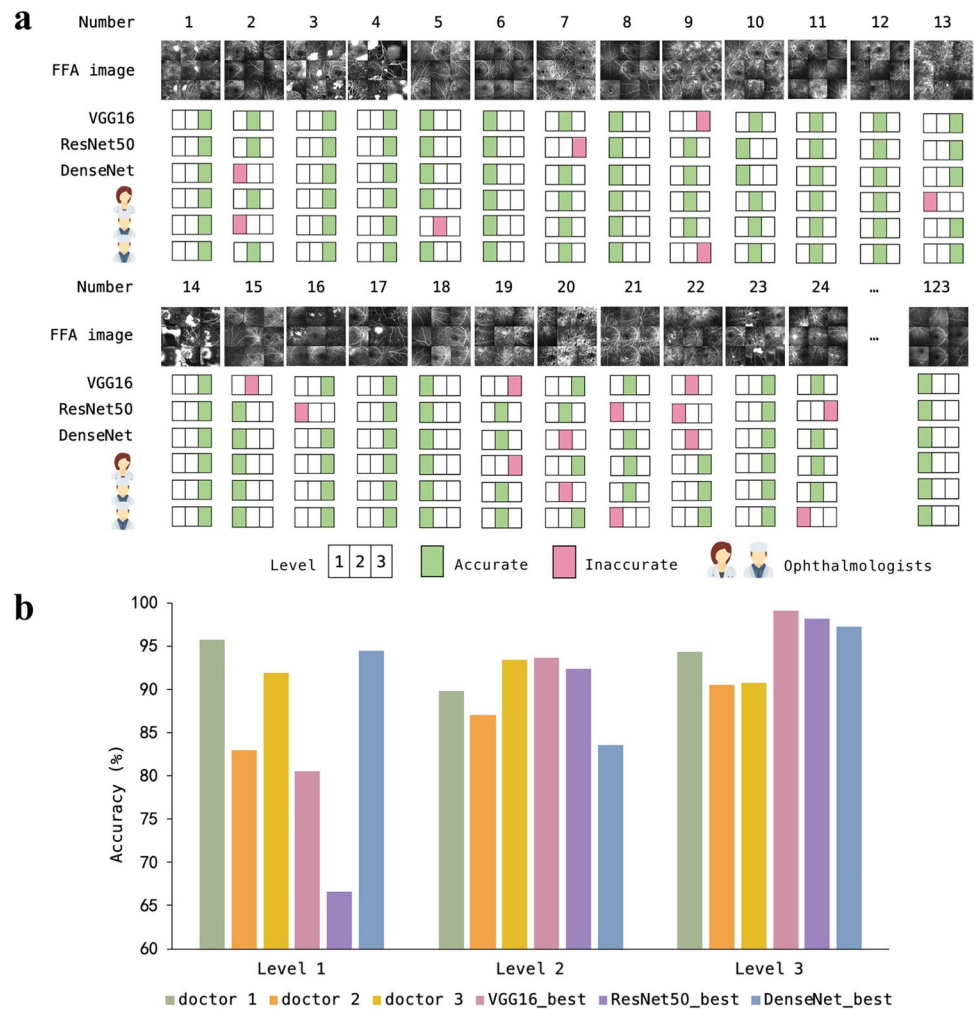 a
Number 1 2 3 4 5 6 7 8 9 10 11 12 13
FFA image
VGG16
ResNet50
DenseNet
Number 14 15 16 17 18 19 20 21 22 23 24 … 123
FFA image …
VGG16
ResNet50
DenseNet
Level 1 2 3 Accurate Inaccurate Ophthalmologists
b
Accuracy (%)
100
95
90
85
80
75
70
65
60
Level 1 Level 2 Level 3
doctor 1 doctor 2 doctor 3 VGG16_best ResNet50_best DenseNet_best